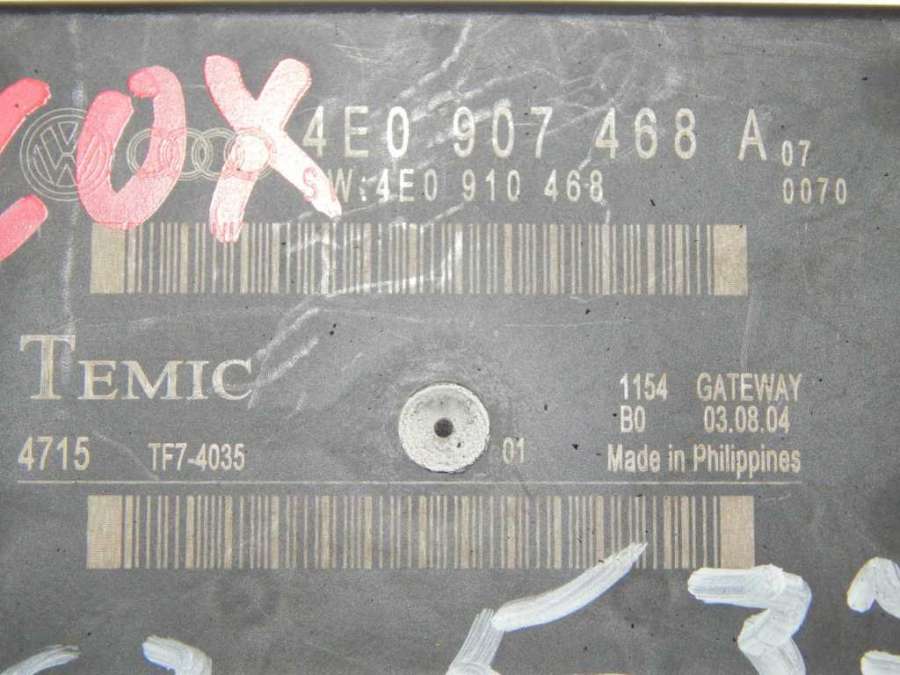 4E0 907 468 A 07
SW:4E0 910 468 0070
TEMIC
1154 GATEWAY
B0 03.08.04
4715 TF7-4035 01 Made in Philippines